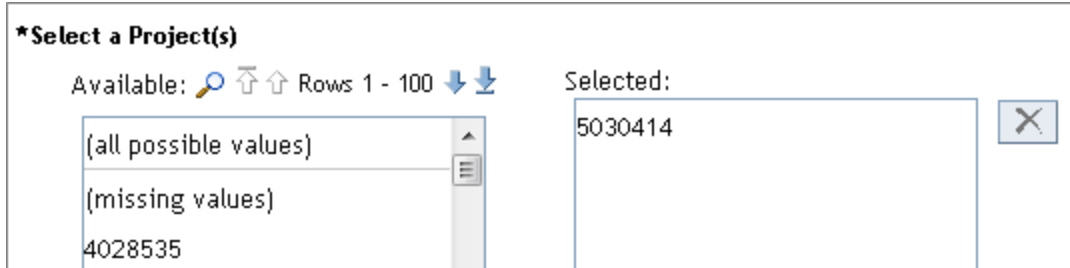 *Select a Project(s)
Available: Rows 1 - 100
Selected:
(all possible values)
(missing values)
4028535
5030414